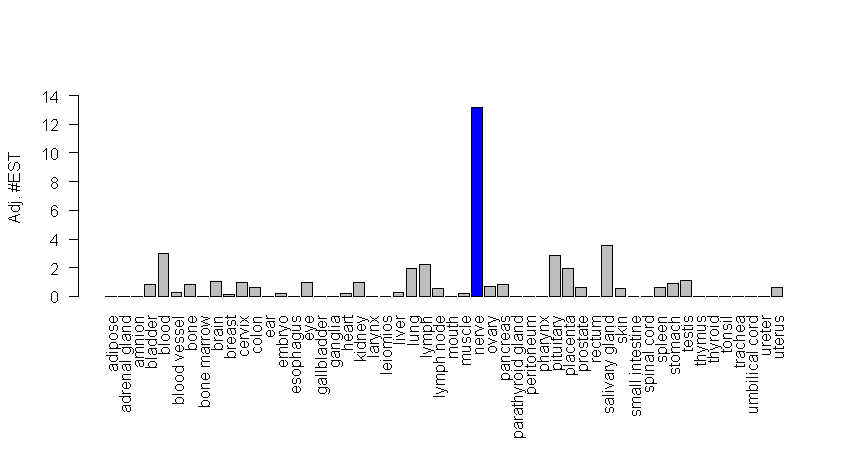 14
12
10
8
6
4
2
0
Adj. #EST
adipose
adrenal gland
amnion
bladder
blood
blood vessel
bone
bone marrow
brain
breast
cervix
colon
ear
embryo
esophagus
eye
gallbladder
ganglia
heart
kidney
larynx
leiomios
liver
lung
lymph
lymph node
mouth
muscle
nerve
ovary
pancreas
parathyroid gland
peritoneum
pharynx
pituitary
placenta
prostate
rectum
salivary gland
skin
small intestine
spinal cord
spleen
stomach
testis
thymus
thyroid
tonsil
trachea
umbilical cord
ureter
uterus